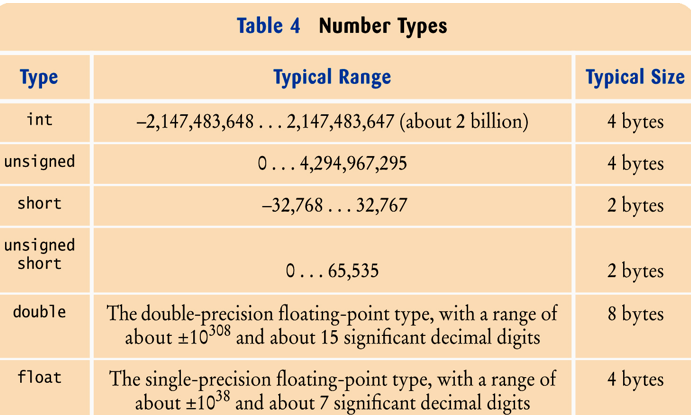 Table 4 Number Types
Type Typical Range Typical Size
int –2,147,483,648 . . . 2,147,483,647 (about 2 billion) 4 bytes
unsigned 0 . . . 4,294,967,295 4 bytes
short –32,768 . . . 32,767 2 bytes
unsigned
short 0 . . . 65,535 2 bytes
double The double-precision floating-point type, with a range of 8 bytes
about ±10³⁰⁸ and about 15 significant decimal digits
float The single-precision floating-point type, with a range of 4 bytes
about ±10³⁸ and about 7 significant decimal digits